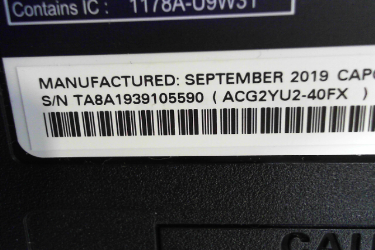 Contains IC : 1178A-U9W31
MANUFACTURED: SEPTEMBER 2019
S/N TA8A1939105590 ( ACG2YU2-40FX )